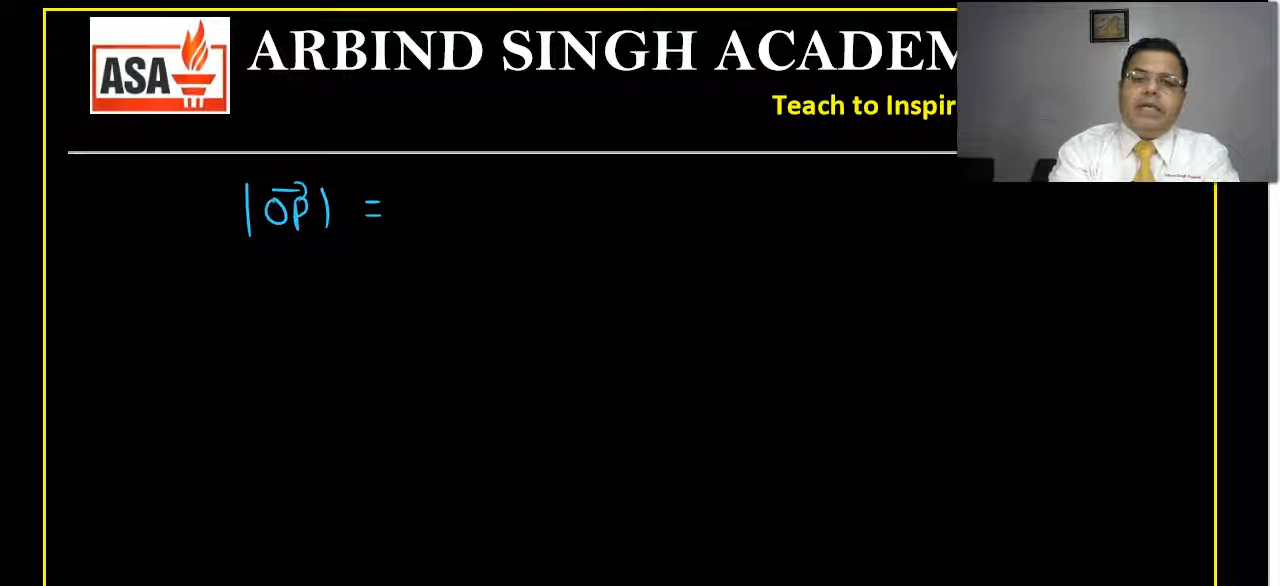 ASA
ARBIND SINGH ACADEM
Teach to Inspir
|OP⃗| =